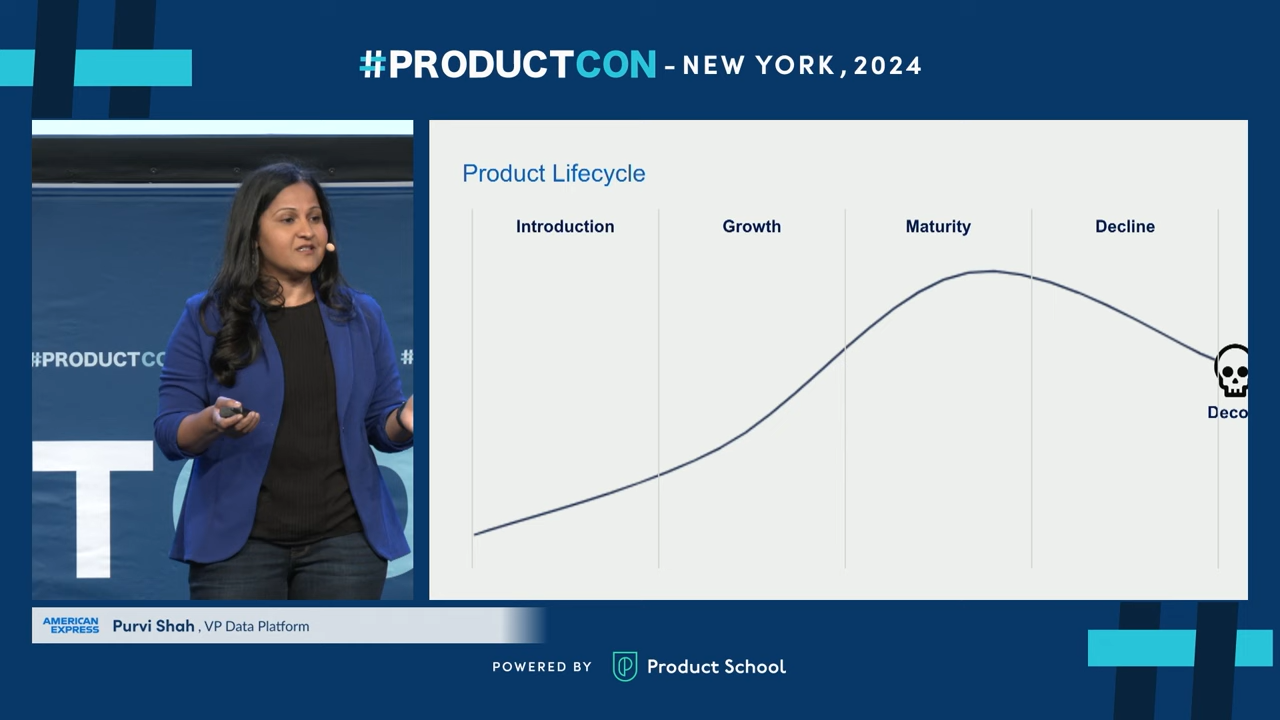 #PRODUCTCON - NEW YORK, 2024
#PRODUCTCO
#
T
Product Lifecycle
Introduction
Growth
Maturity
Decline
Deco
AMERICAN EXPRESS
Purvi Shah, VP Data Platform
POWERED BY Product School